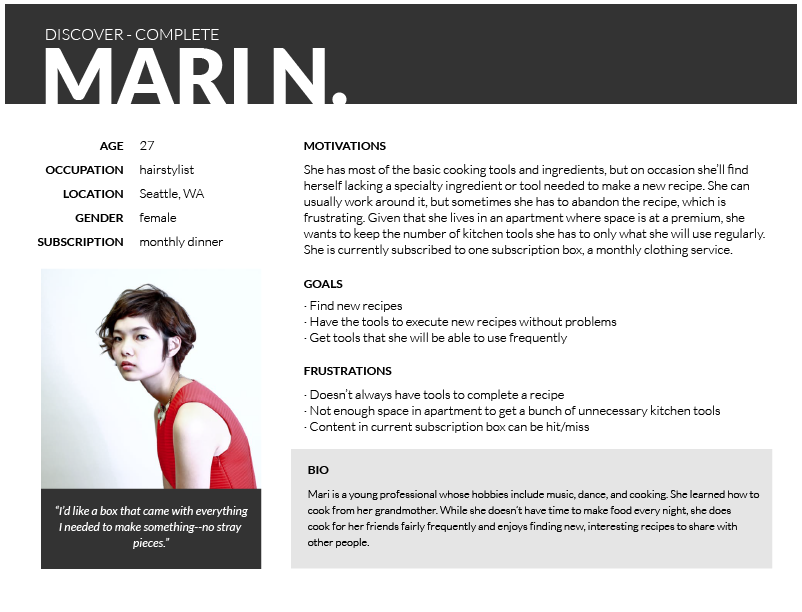 DISCOVER - COMPLETE
MARI N.
AGE 27
OCCUPATION hairstylist
LOCATION Seattle, WA
GENDER female
SUBSCRIPTION monthly dinner
"I'd like a box that came with everything
I needed to make something--no stray
pieces."
MOTIVATIONS
She has most of the basic cooking tools and ingredients, but on occasion she'll find
herself lacking a specialty ingredient or tool needed to make a new recipe. She can
usually work around it, but sometimes she has to abandon the recipe, which is
frustrating. Given that she lives in an apartment where space is at a premium, she
wants to keep the number of kitchen tools she has to only what she will use regularly.
She is currently subscribed to one subscription box, a monthly clothing service.
GOALS
· Find new recipes
· Have the tools to execute new recipes without problems
· Get tools that she will be able to use frequently
FRUSTRATIONS
· Doesn't always have tools to complete a recipe
· Not enough space in apartment to get a bunch of unnecessary kitchen tools
· Content in current subscription box can be hit/miss
BIO
Mari is a young professional whose hobbies include music, dance, and cooking. She learned how to
cook from her grandmother. While she doesn't have time to make food every night, she does
cook for her friends fairly frequently and enjoys finding new, interesting recipes to share with
other people.